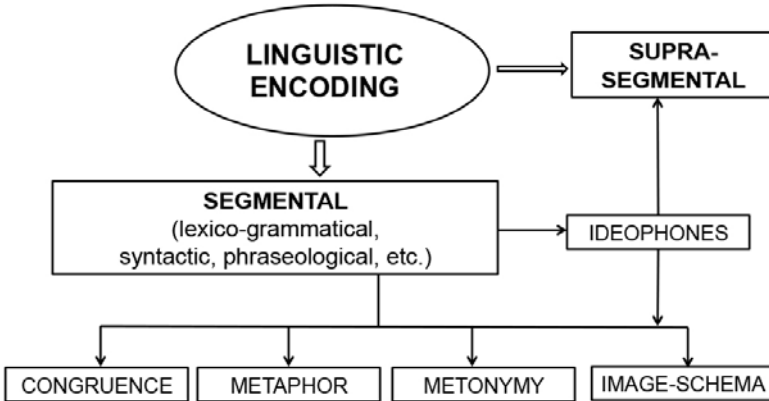 LINGUISTIC
ENCODING
SUPRA-
SEGMENTAL
SEGMENTAL
(lexico-grammatical,
syntactic, phraseological, etc.)
IDEOPHONES
CONGRUENCE
METAPHOR
METONYMY
IMAGE-SCHEMA